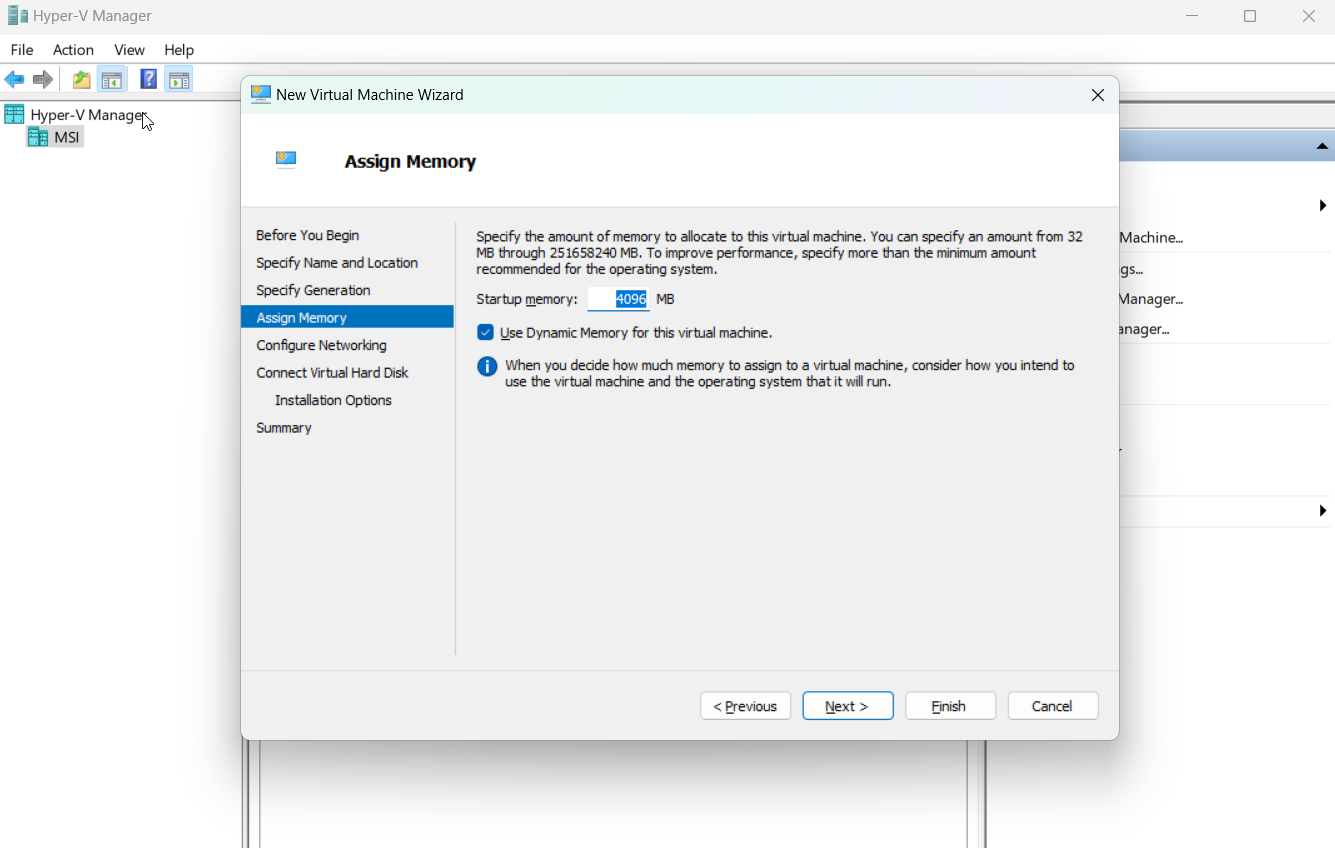 Hyper-V Manager
File Action View Help
Hyper-V Manager
MSI
New Virtual Machine Wizard
Assign Memory
Before You Begin
Specify Name and Location
Specify Generation
Assign Memory
Configure Networking
Connect Virtual Hard Disk
Installation Options
Summary
Specify the amount of memory to allocate to this virtual machine. You can specify an amount from 32
MB through 251658240 MB. To improve performance, specify more than the minimum amount
recommended for the operating system.
Startup memory: 4096 MB
Use Dynamic Memory for this virtual machine.
When you decide how much memory to assign to a virtual machine, consider how you intend to
use the virtual machine and the operating system that it will run.
< Previous Next > Finish Cancel
Machine...
gs...
Manager...
anager...